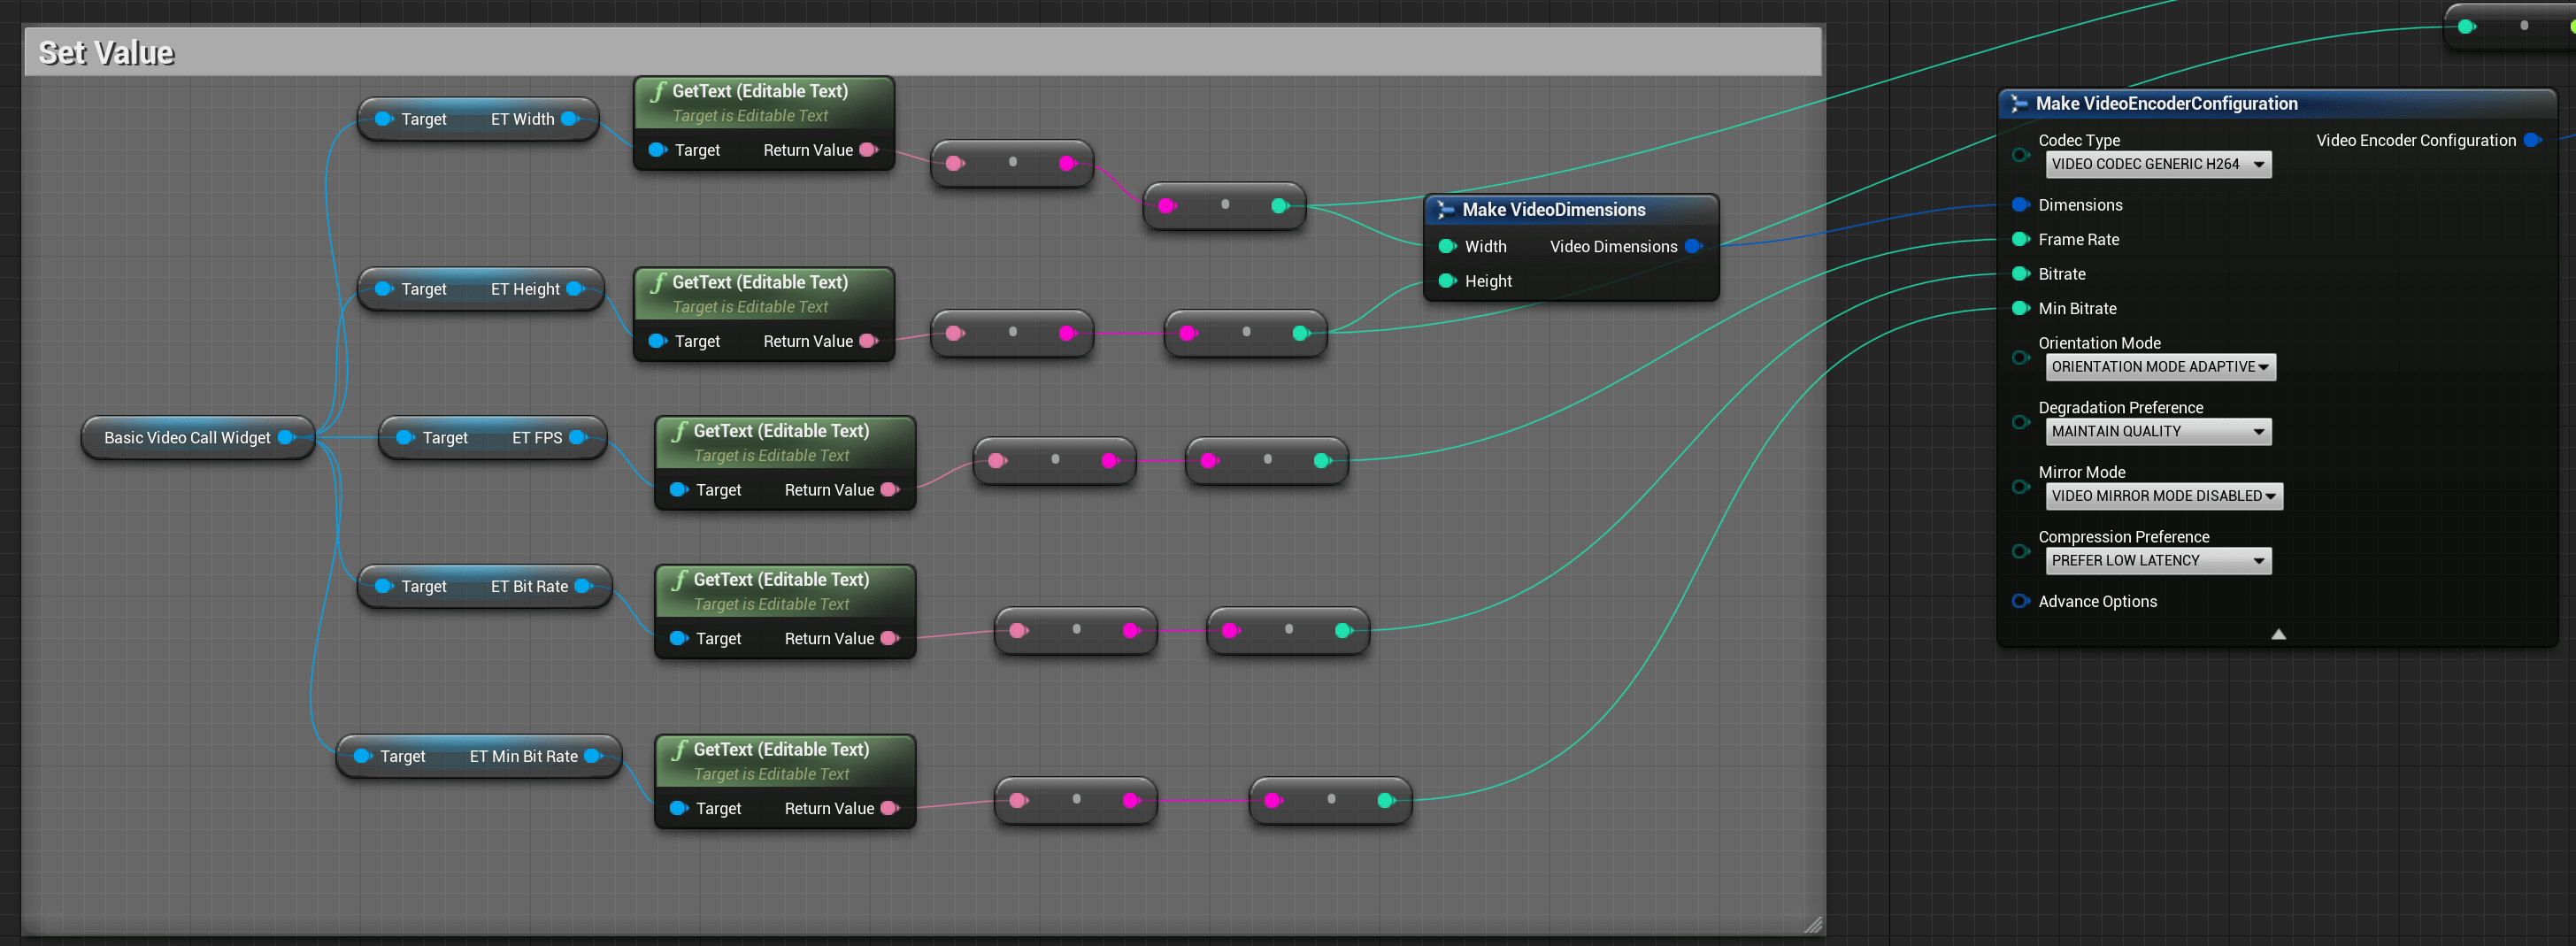 Set Value
Target ET Width
GetText (Editable Text)
Target is Editable Text
Target Return Value
Target ET Height
GetText (Editable Text)
Target is Editable Text
Target Return Value
Make VideoDimensions
Width Video Dimensions
Height
Basic Video Call Widget
Target ET FPS
GetText (Editable Text)
Target is Editable Text
Target Return Value
Target ET Bit Rate
GetText (Editable Text)
Target is Editable Text
Target Return Value
Target ET Min Bit Rate
GetText (Editable Text)
Target is Editable Text
Target Return Value
Make VideoEncoderConfiguration
Codec Type Video Encoder Configuration
VIDEO CODEC GENERIC H264
Dimensions
Frame Rate
Bitrate
Min Bitrate
Orientation Mode
ORIENTATION MODE ADAPTIVE
Degradation Preference
MAINTAIN QUALITY
Mirror Mode
VIDEO MIRROR MODE DISABLED
Compression Preference
PREFER LOW LATENCY
Advance Options